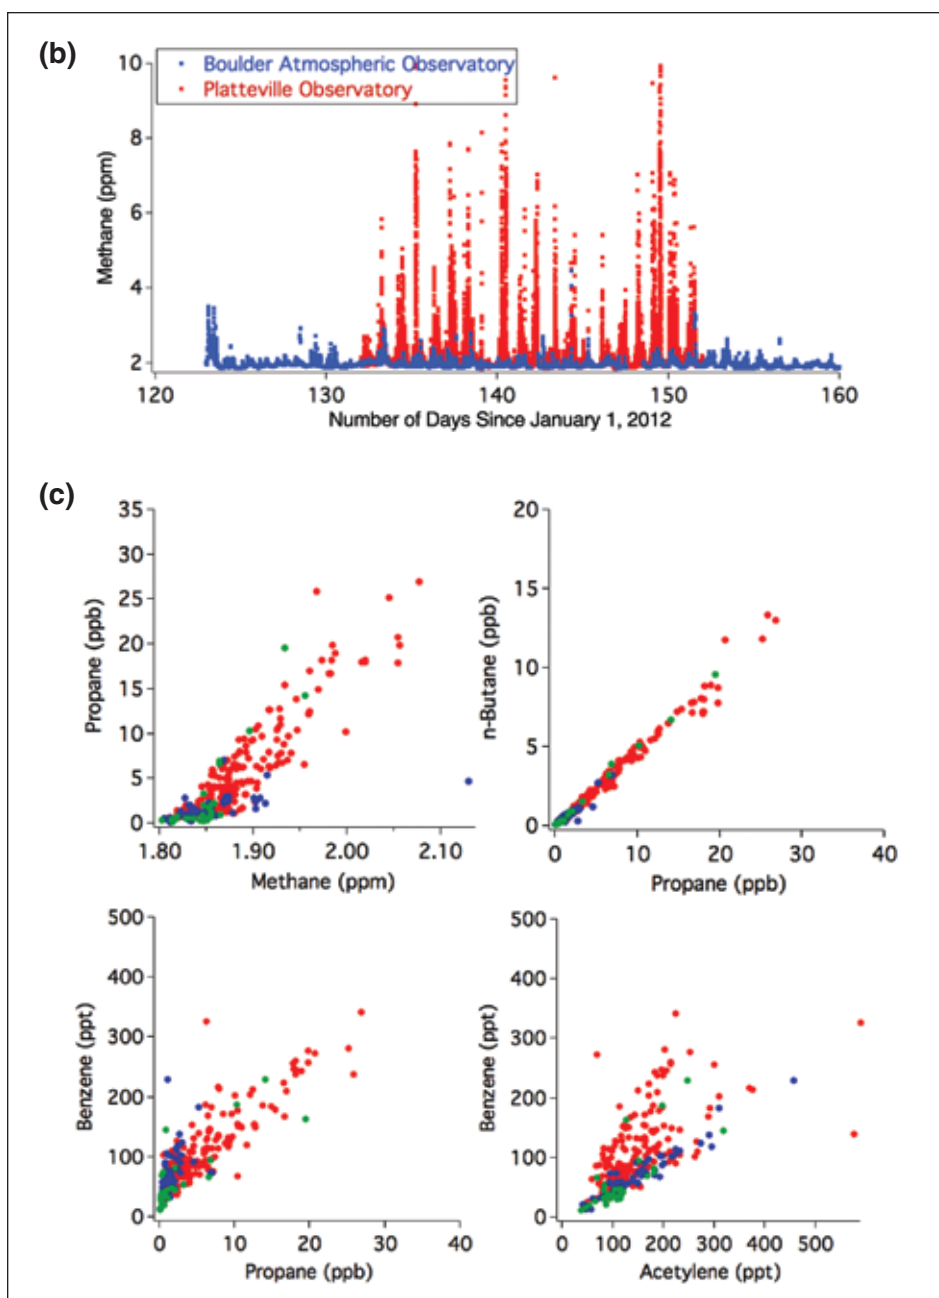 (b)
Boulder Atmospheric Observatory
Platteville Observatory
Methane (ppm)
10
8
6
4
2
120 130 140 150 160
Number of Days Since January 1, 2012
(c)
Propane (ppb)
35
30
25
20
15
10
5
0
1.80 1.90 2.00 2.10
Methane (ppm)
n-Butane (ppb)
20
15
10
5
0
0 10 20 30 40
Propane (ppb)
Benzene (ppt)
500
400
300
200
100
0
0 10 20 30 40
Propane (ppb)
Benzene (ppt)
500
400
300
200
100
0
0 100 200 300 400 500
Acetylene (ppt)